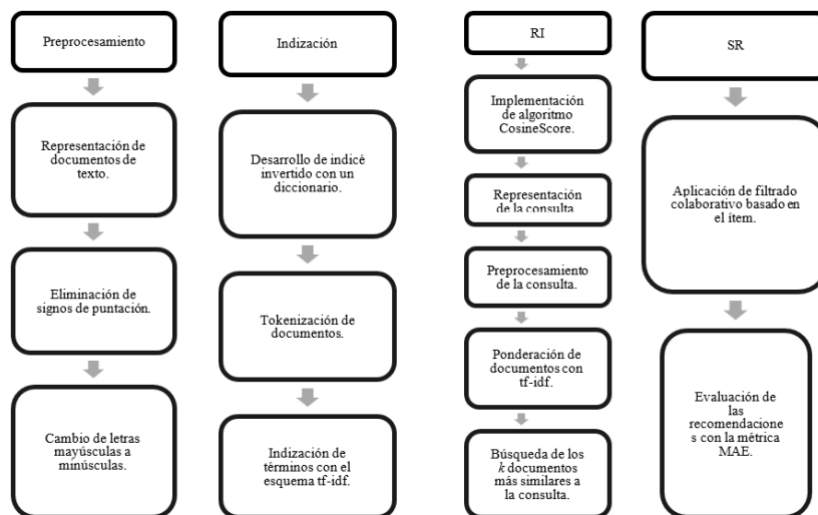 Preprocesamiento
Representación de
documentos de
texto.
Eliminación de
signos de puntación.
Cambio de letras
mayúsculas a
minúsculas.
Indización
Desarrollo de indicé
invertido con un
diccionario.
Tokenización de
documentos.
Indización de
términos con el
esquema tf-idf.
RI
Implementación
de algoritmo
CosineScore.
Representación
de la consulta
Preprocesamiento
de la consulta.
Ponderación de
documentos con
tf-idf.
Búsqueda de los
k documentos
más similares a
la consulta.
SR
Aplicación de filtrado
colaborativo basado en
el ítem.
Evaluación de
las
recomendacione
s con la métrica
MAE.